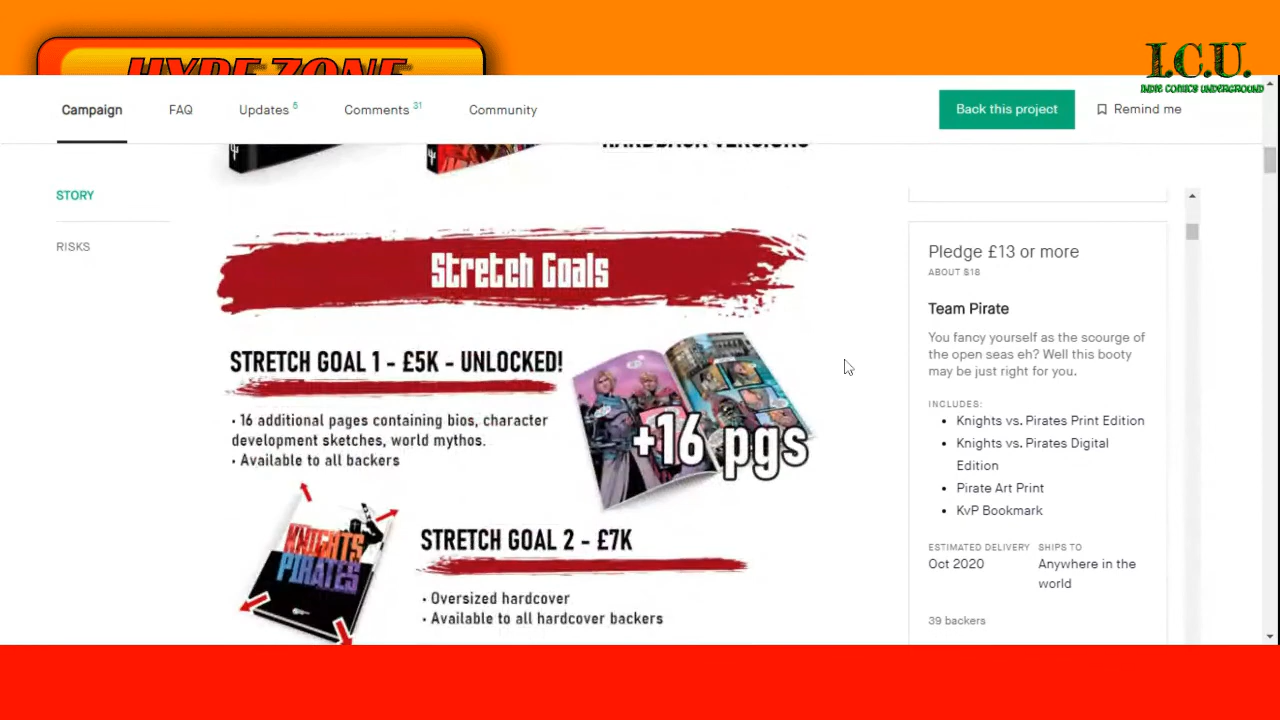 HYPE ZONE
I.C.U.
INDIE COMICS UNDERGROUND
Campaign
FAQ
Updates 5
Comments 31
Community
Back this project
Remind me
HARDBACK VERSIONS
STORY
RISKS
Stretch Goals
STRETCH GOAL 1 - £5K - UNLOCKED!
• 16 additional pages containing bios, character
development sketches, world mythos.
• Available to all backers
+16 pgs
KNIGHTS
PIRATES
STRETCH GOAL 2 - £7K
• Oversized hardcover
• Available to all hardcover backers
Pledge £13 or more
ABOUT $18
Team Pirate
You fancy yourself as the scourge of
the open seas eh? Well this booty
may be just right for you.
INCLUDES:
• Knights vs. Pirates Print Edition
• Knights vs. Pirates Digital
Edition
• Pirate Art Print
• KvP Bookmark
ESTIMATED DELIVERY
Oct 2020
SHIPS TO
Anywhere in the
world
39 backers